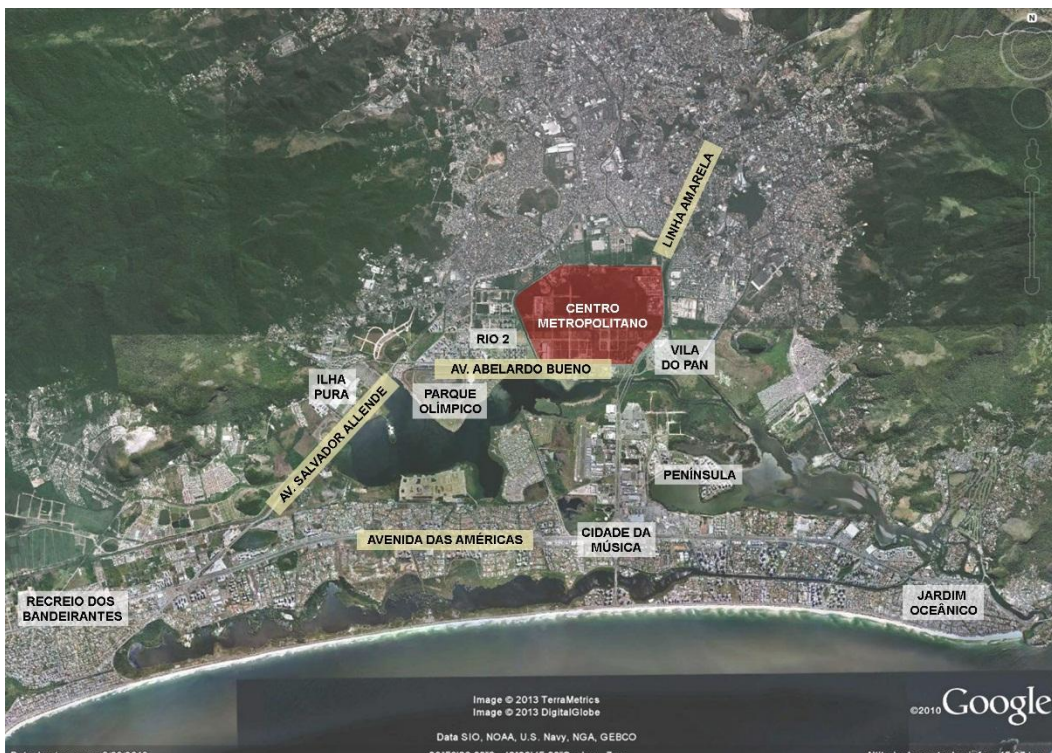 N
LINHA AMARELA
CENTRO
METROPOLITANO
RIO 2
VILA
DO PAN
AV. ABELARDO BUENO
ILHA
PURA
PARQUE
OLÍMPICO
AV. SALVADOR ALLENDE
PENÍNSULA
AVENIDA DAS AMÉRICAS
CIDADE DA
MÚSICA
RECREIO DOS
BANDEIRANTES
JARDIM
OCEÂNICO
Image © 2013 TerraMetrics
Image © 2013 DigitalGlobe
©2010 Google
Data SIO, NOAA, U.S. Navy, NGA, GEBCO